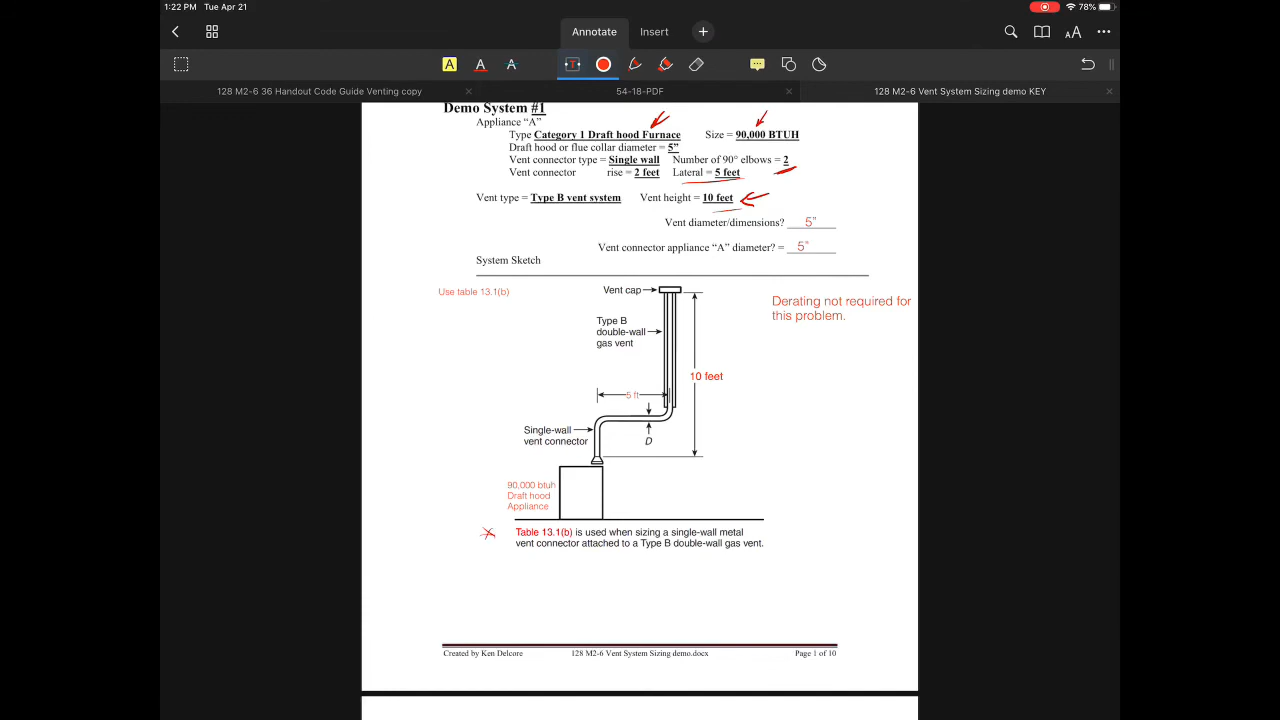 1:22 PM Tue Apr 21
78%
Annotate Insert
128 M2-6 36 Handout Code Guide Venting copy
54-18-PDF
128 M2-6 Vent System Sizing demo KEY
Demo System #1
Appliance “A”
Type Category 1 Draft hood Furnace Size = 90,000 BTUH
Draft hood or flue collar diameter = 5”
Vent connector type = Single wall Number of 90° elbows = 2
Vent connector rise = 2 feet Lateral = 5 feet
Vent type = Type B vent system Vent height = 10 feet
Vent diameter/dimensions? 5"
Vent connector appliance “A” diameter? = 5"
System Sketch
Use table 13.1(b)
Vent cap
Derating not required for
this problem.
Type B
double-wall
gas vent
10 feet
5 ft
Single-wall
vent connector
D
90,000 btuh
Draft hood
Appliance
Table 13.1(b) is used when sizing a single-wall metal
vent connector attached to a Type B double-wall gas vent.
Created by Ken Delcore 128 M2-6 Vent System Sizing demo.docx Page 1 of 10